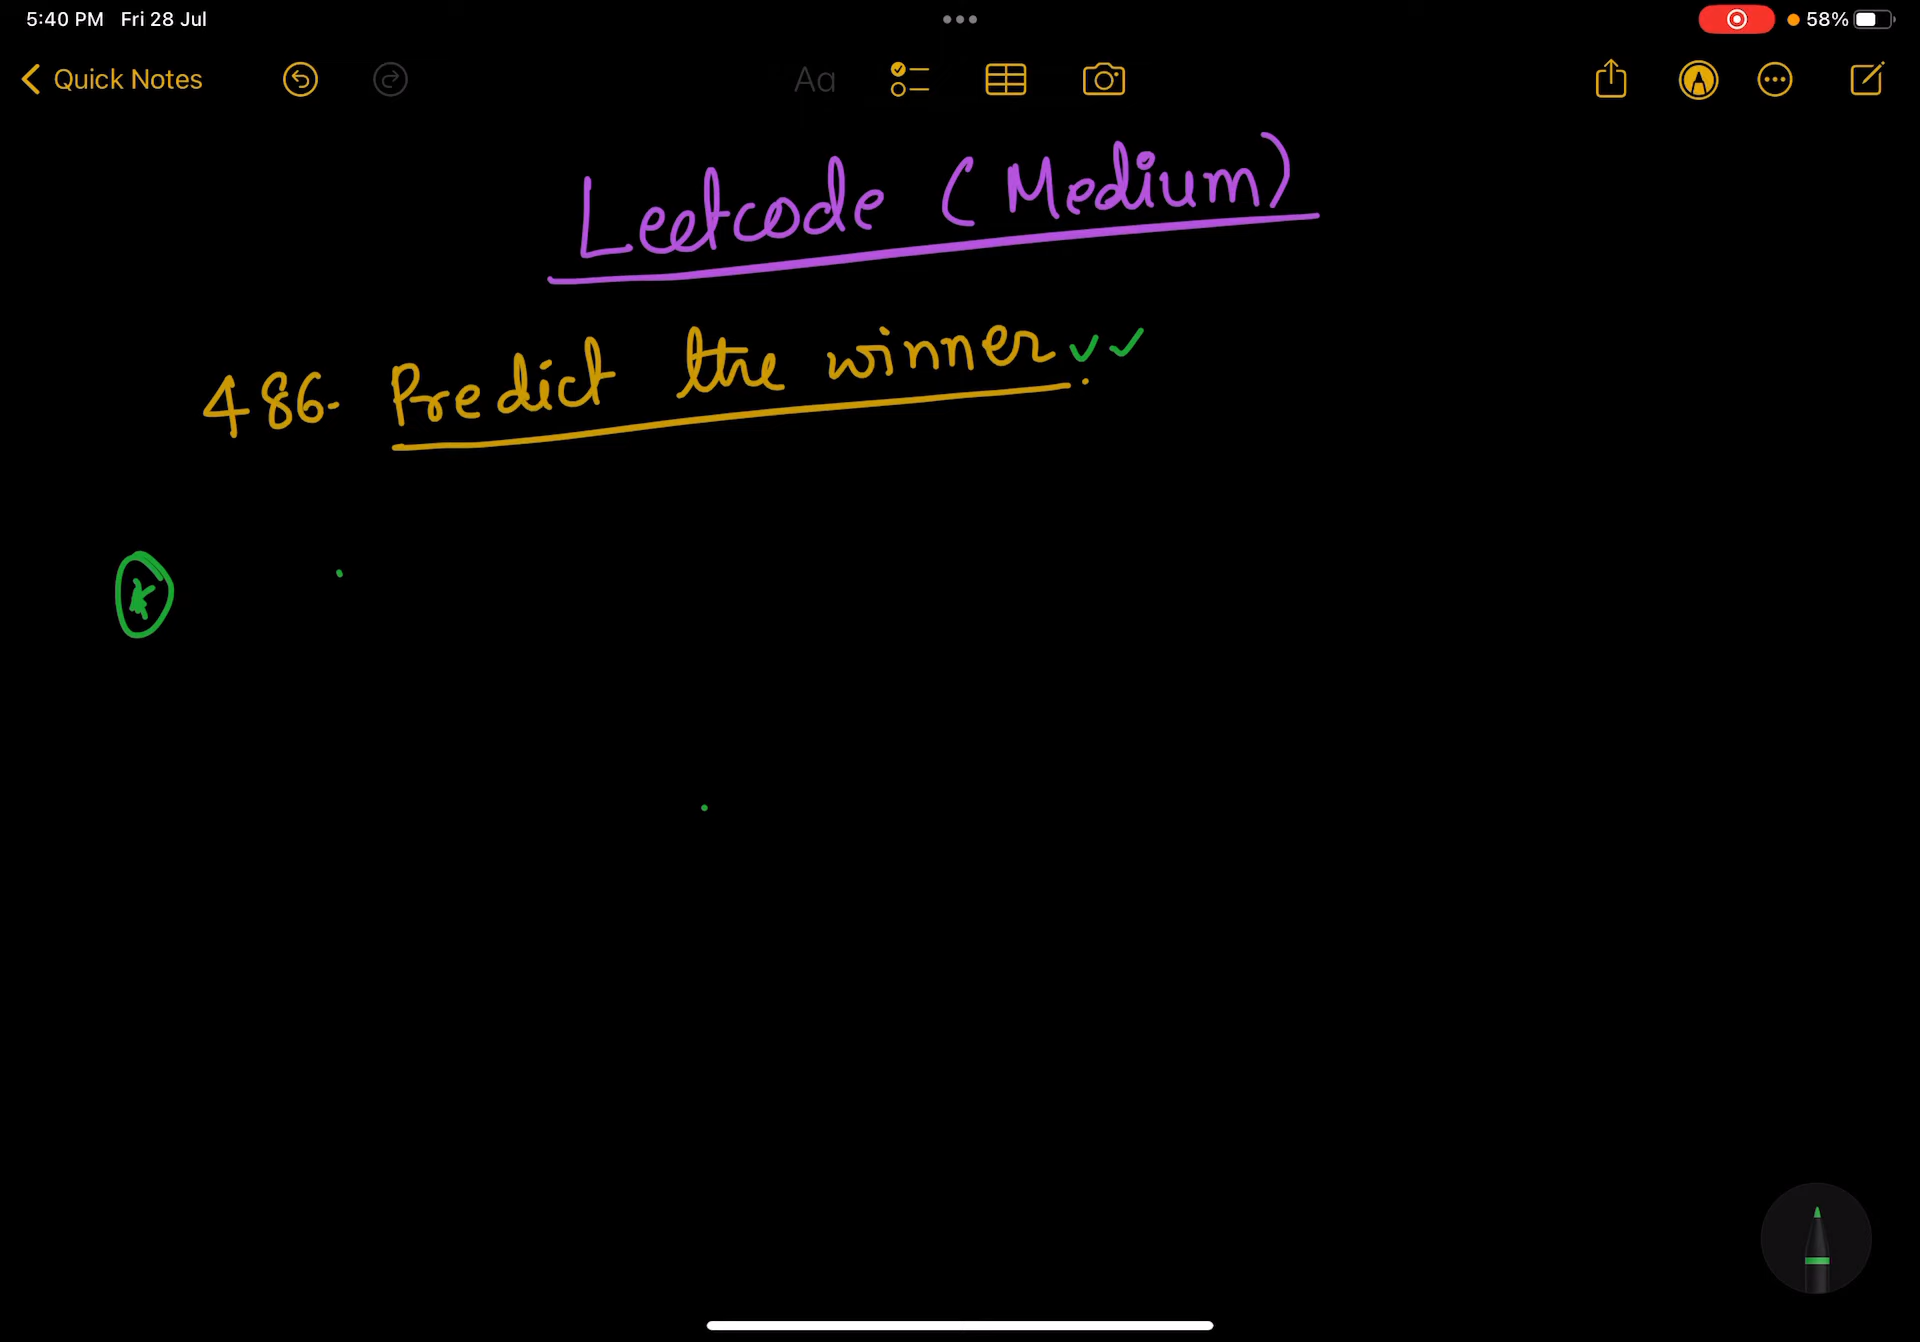 5:40 PM Fri 28 Jul
58%
Quick Notes
Aa
Leetcode (Medium)
486. Predict the winner.